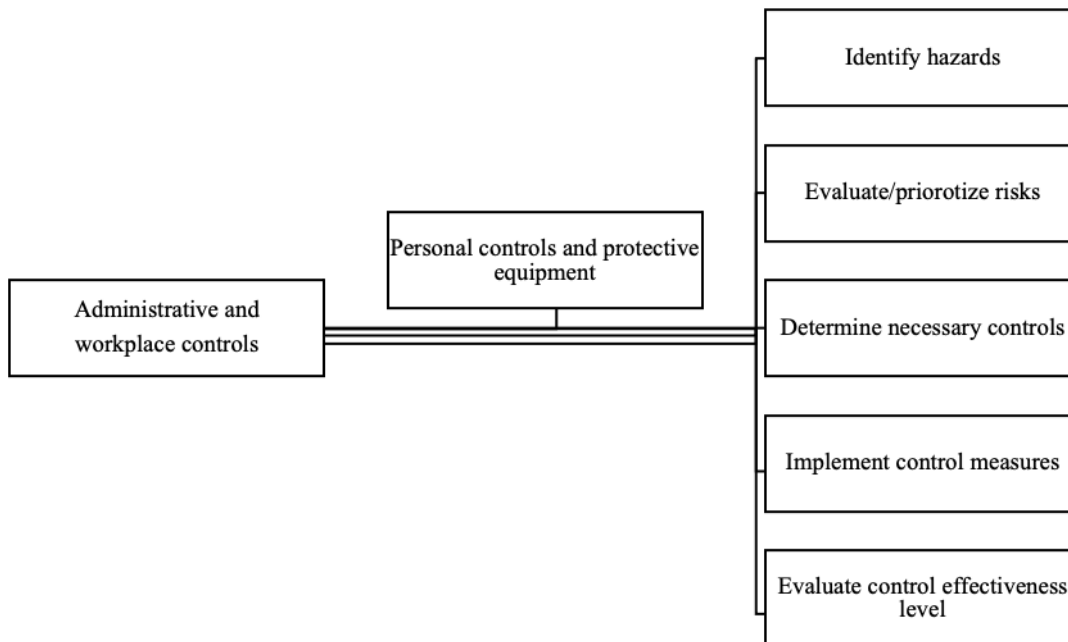 Administrative and
workplace controls
Personal controls and protective
equipment
Identify hazards
Evaluate/priorotize risks
Determine necessary controls
Implement control measures
Evaluate control effectiveness
level